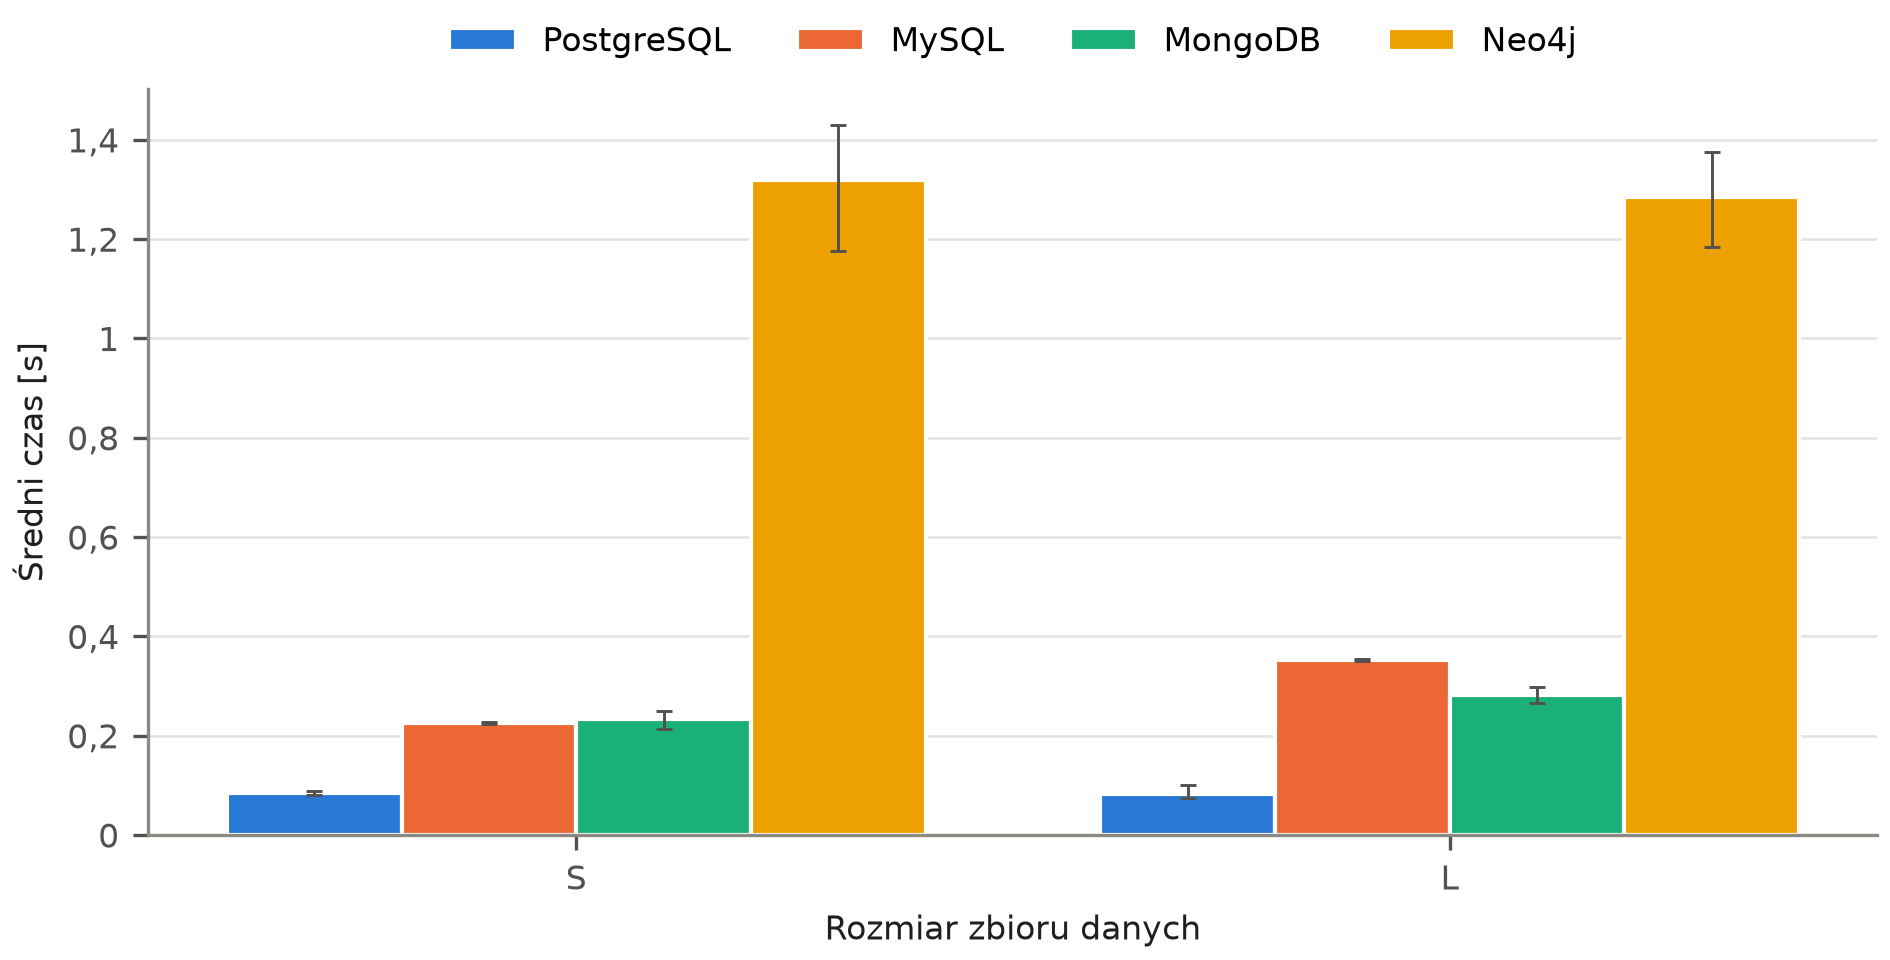 PostgreSQL MySQL MongoDB Neo4j
Średni czas [s]
1,4
1,2
1
0,8
0,6
0,4
0,2
0
S L
Rozmiar zbioru danych